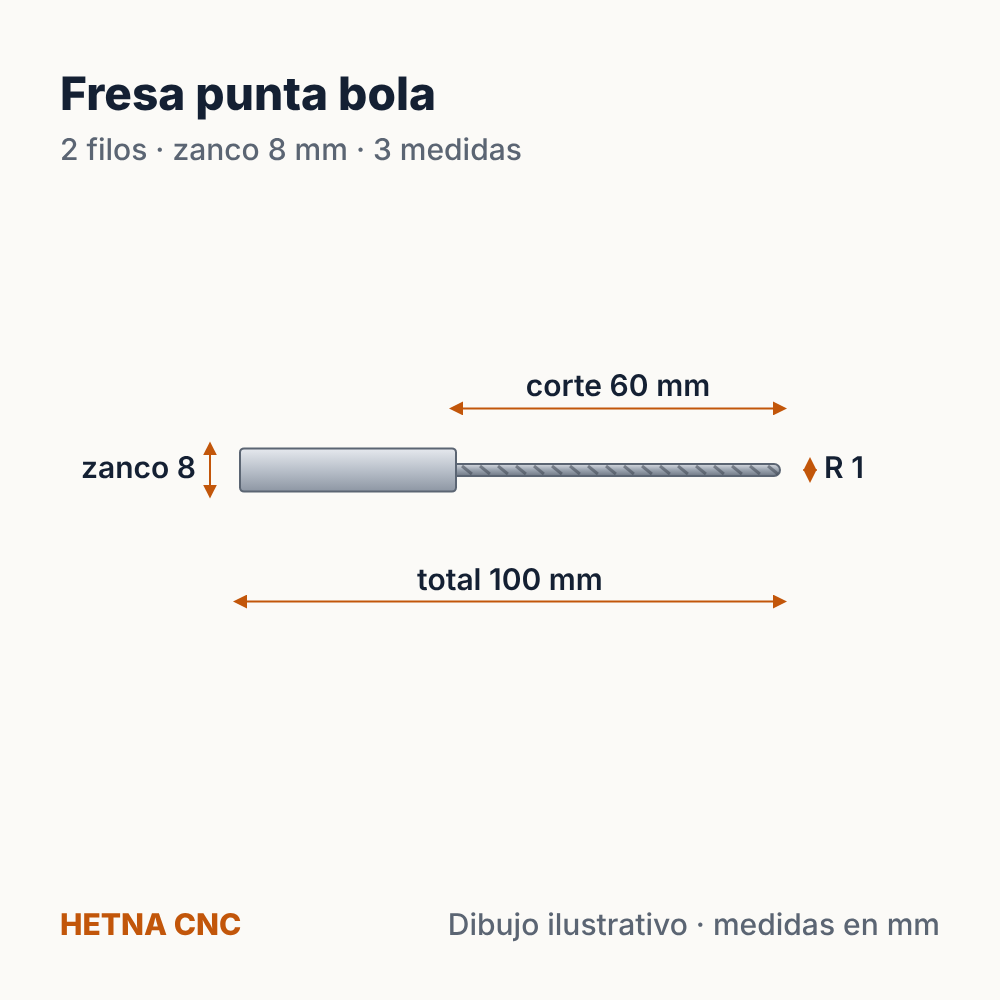 Fresa punta bola
2 filos · zanco 8 mm · 3 medidas
corte 60 mm
zanco 8
R 1
total 100 mm
HETNA CNC
Dibujo ilustrativo · medidas en mm